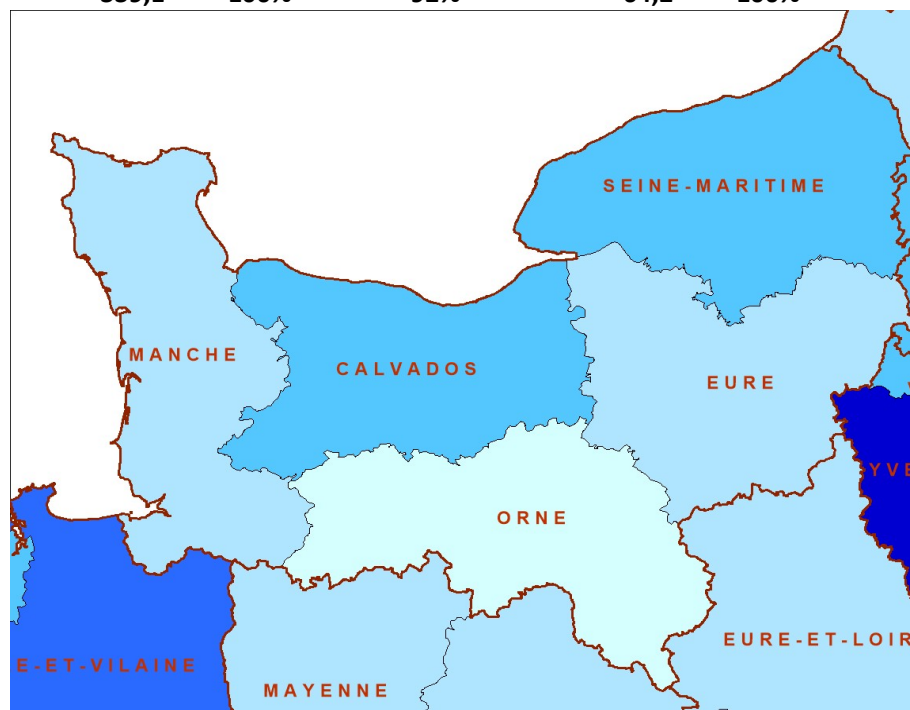 SEINE-MARITIME
MANCHE
CALVADOS
EURE
YVE
ORNE
EURE-ET-LOIR
E-ET-VILAINE
MAYENNE